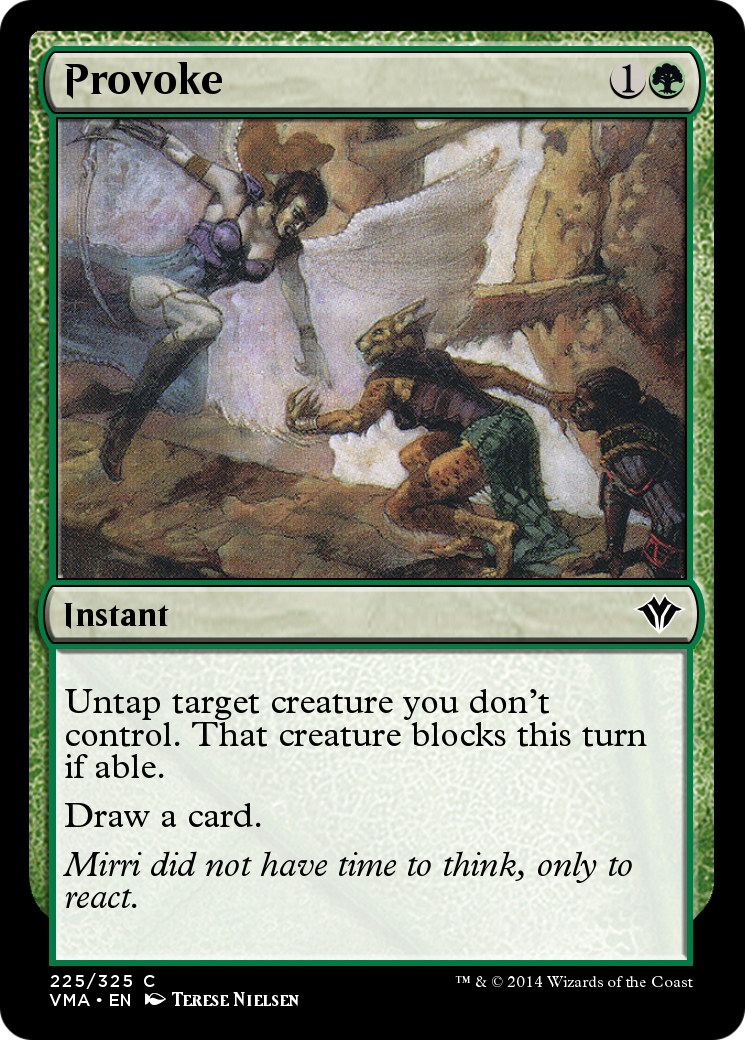 Provoke 1
Instant
Untap target creature you don't
control. That creature blocks this turn
if able.
Draw a card.
Mirri did not have time to think, only to
react.
225/325 C
™ & © 2014 Wizards of the Coast
VMA • EN Terese Nielsen